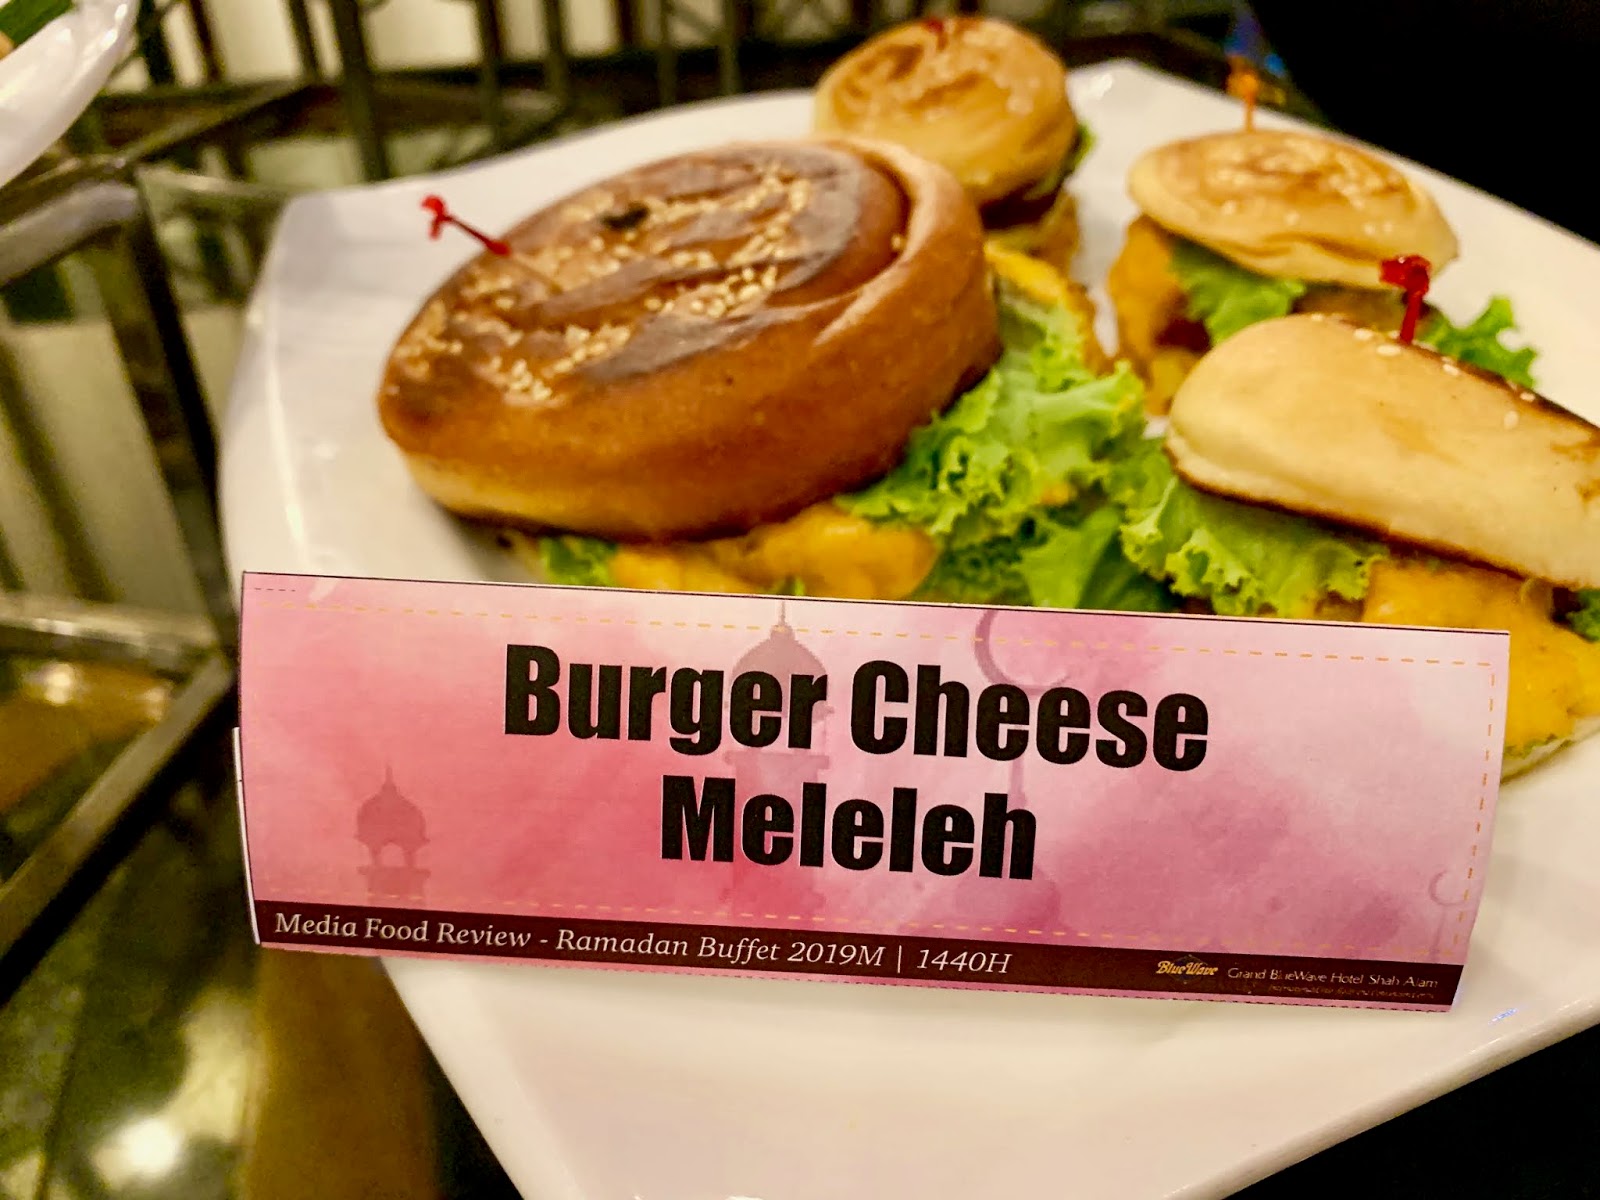 Burger Cheese
Meleleh
Media Food Review - Ramadan Buffet 2019M | 1440H
BlueWave Grand BlueWave Hotel Shah Alam